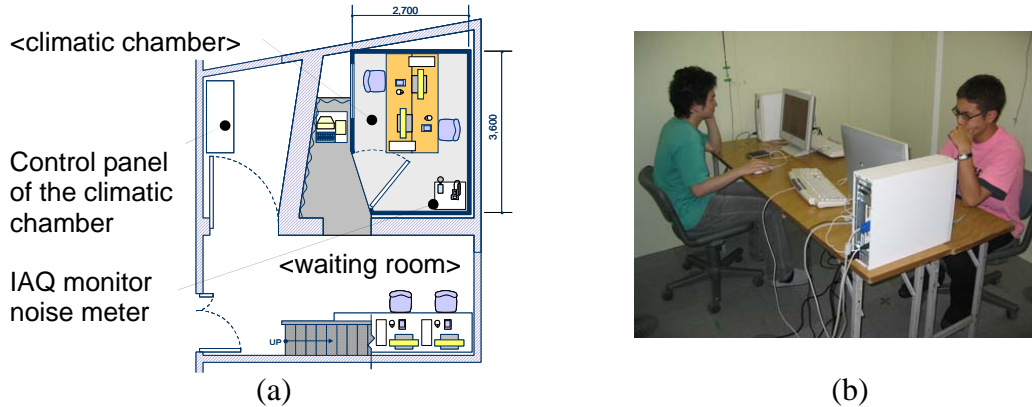 2,700
<climatic chamber>
3,600
Control panel
of the climatic
chamber
IAQ monitor
noise meter
<waiting room>
UP
(a)
(b)